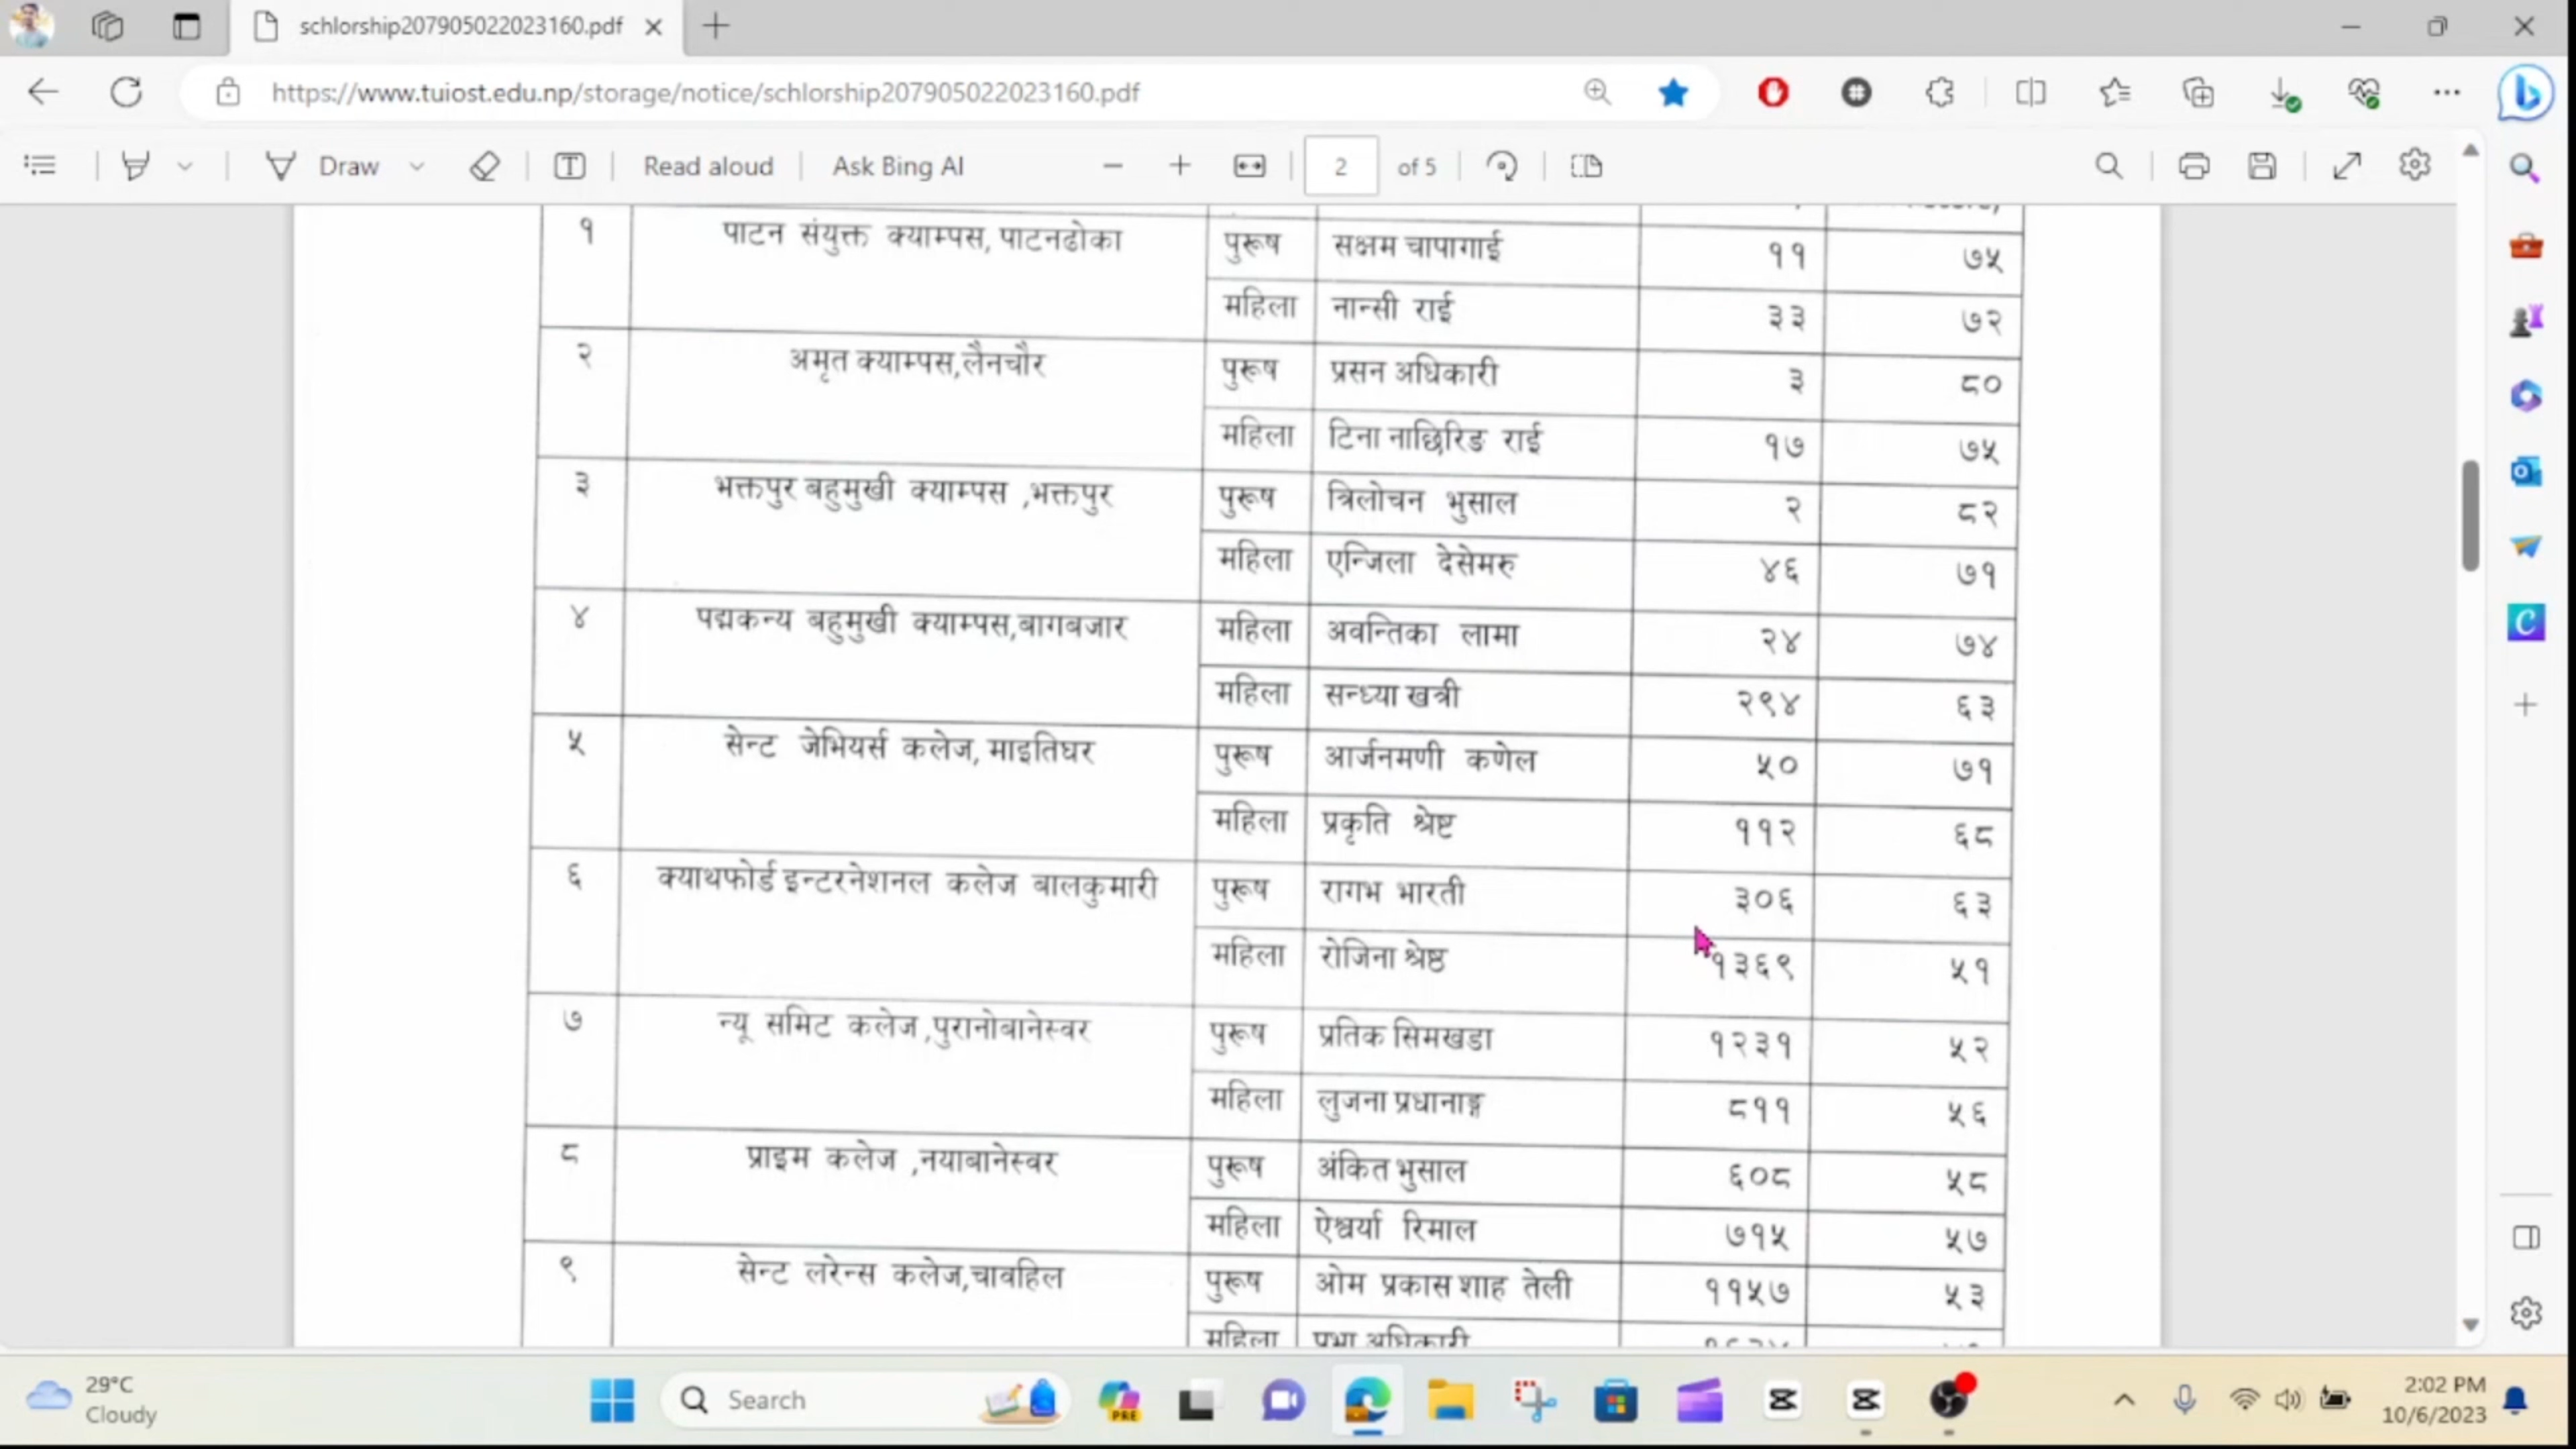 schlorship207905022023160.pdf
https://www.tuiost.edu.np/storage/notice/schlorship207905022023160.pdf
Draw Read aloud Ask Bing AI 2 of 5
१ पाटन संयुक्त क्याम्पस, पाटनढोका पुरूष सक्षम चापागाई ११ ७५
महिला नान्सी राई ३३ ७२
२ अमृत क्याम्पस,लैनचौर पुरूष प्रसन अधिकारी ३ ८०
महिला टिना नाछिरिङ राई १७ ७५
३ भक्तपुर बहुमुखी क्याम्पस ,भक्तपुर पुरूष त्रिलोचन भुसाल २ ८२
महिला एन्जिला देसेमरु ४६ ७१
४ पद्मकन्य बहुमुखी क्याम्पस,बागबजार महिला अवन्तिका लामा २४ ७४
महिला सन्ध्या खत्री २९४ ६३
५ सेन्ट जेभियर्स कलेज, माइतिघर पुरूष आर्जनमणी कणेल ५० ७१
महिला प्रकृति श्रेष्ट ११२ ६८
६ क्याथफोर्ड इन्टरनेशनल कलेज बालकुमारी पुरूष रागभ भारती ३०६ ६३
महिला रोजिना श्रेष्ठ १३६९ ५१
७ न्यू समिट कलेज ,पुरानोबानेस्वर पुरूष प्रतिक सिमखडा १२३१ ५२
महिला लुजना प्रधानाङ्ग ८११ ५६
८ प्राइम कलेज ,नयाबानेस्वर पुरूष अंकित भुसाल ६०८ ५८
महिला ऐश्वर्या रिमाल ७१५ ५७
९ सेन्ट लरेन्स कलेज,चावहिल पुरूष ओम प्रकास शाह तेली ११५७ ५३
महिला प्रभा अधिकारी
29°C
Cloudy
Search
PRE
2:02 PM
10/6/2023